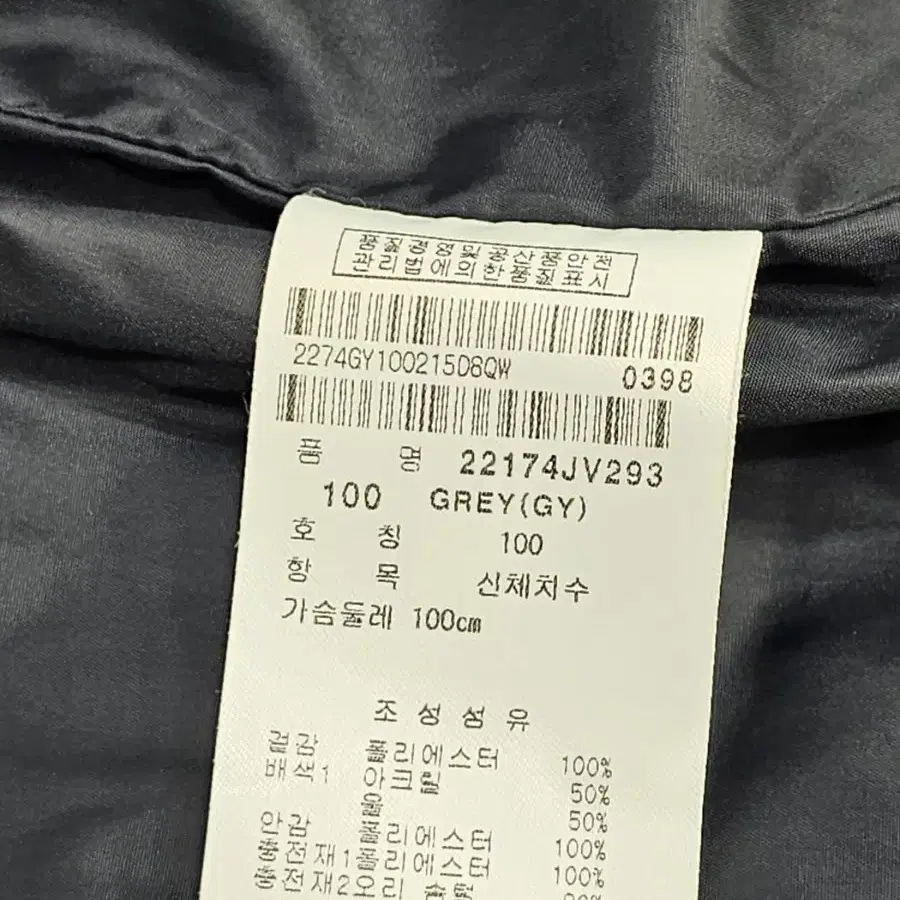 품질경영및공산품안전
관리법에의한품질표시
2274GY100215D8QW 0398
품 명 22174JV293
100 GREY(GY)
호 칭 100
항 목 신체치수
가슴둘레 100㎝
조 성 섬 유
겉감 폴리에스터 100%
배색1 아크릴 50%
울 50%
안감 폴리에스터 100%
충전재1폴리에스터 100%
충전재2오리 솜털